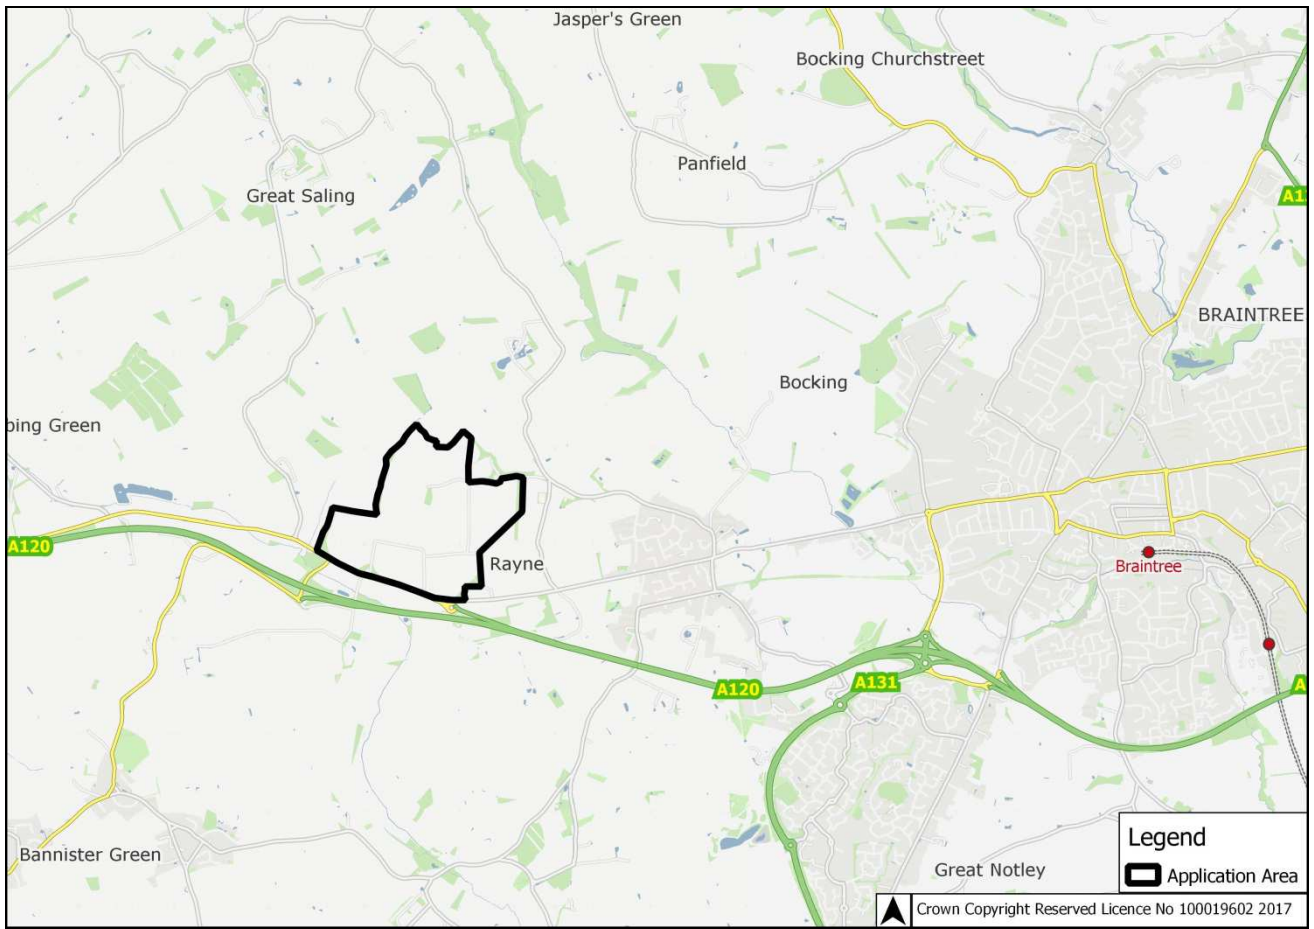 Jasper's Green
Bocking Churchstreet
Panfield
Great Saling
A13
BRAINTREE
Bocking
bing Green
A120
Rayne
Braintree
A120
A131
A
Bannister Green
Great Notley
Legend
Application Area
Crown Copyright Reserved Licence No 100019602 2017